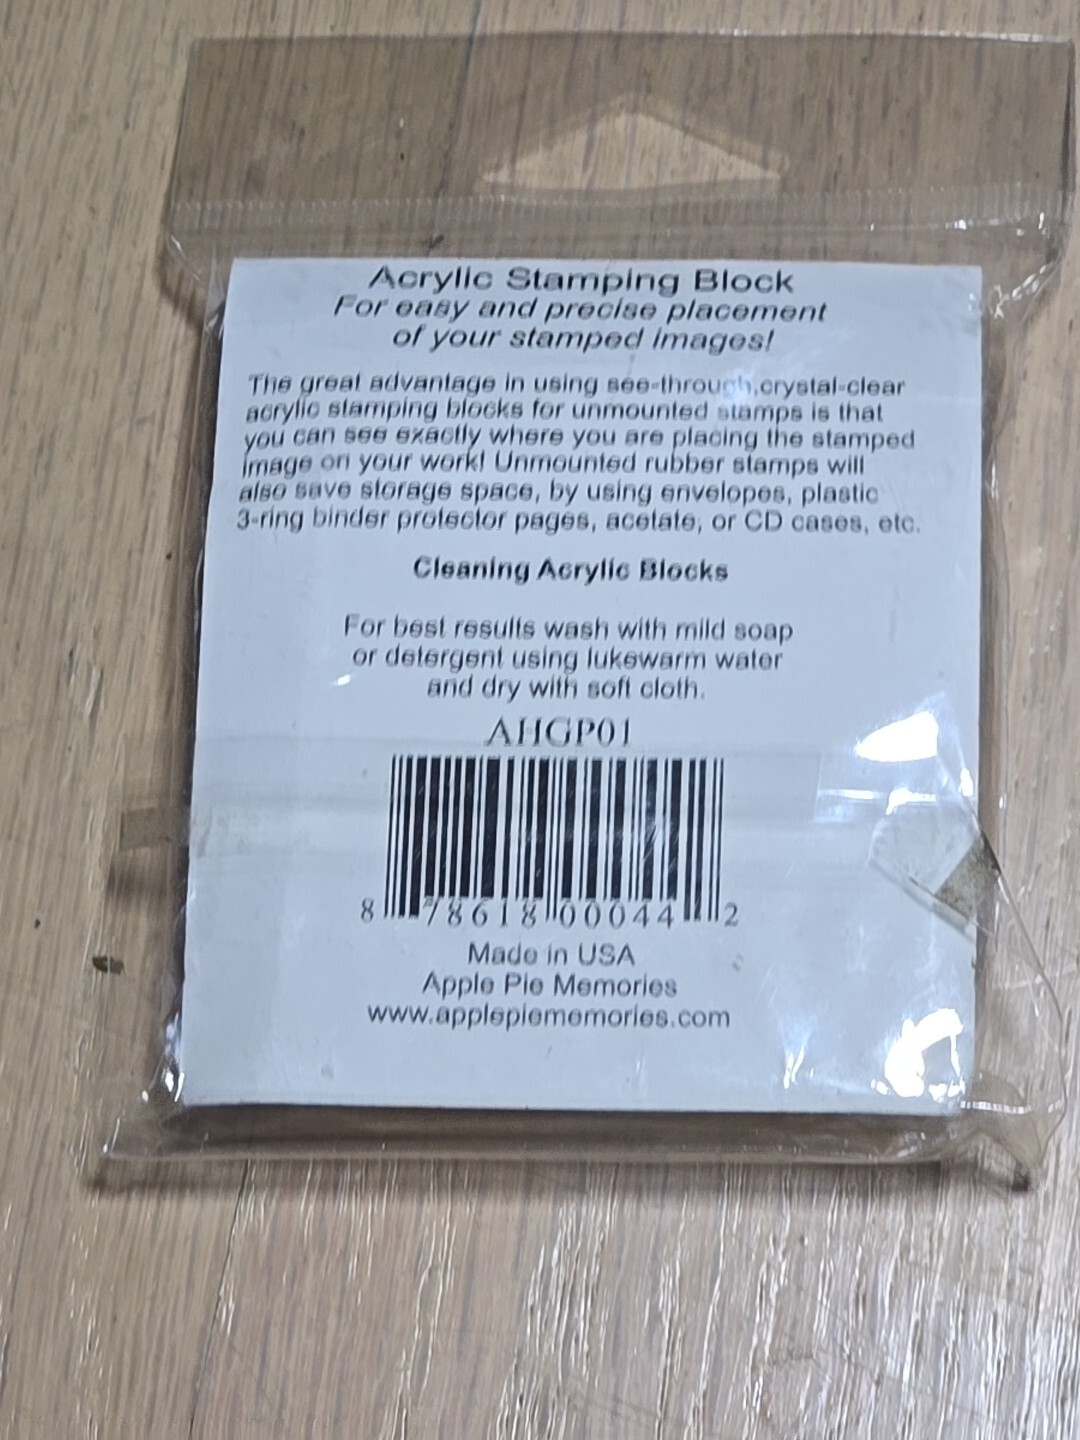 Acrylic Stamping Block
For easy and precise placement
of your stamped images!
The great advantage in using see-through,crystal-clear
acrylic stamping blocks for unmounted stamps is that
you can see exactly where you are placing the stamped
image on your work! Unmounted rubber stamps will
also save storage space, by using envelopes, plastic
3-ring binder protector pages, acetate, or CD cases, etc.
Cleaning Acrylic Blocks
For best results wash with mild soap
or detergent using lukewarm water
and dry with soft cloth.
AHGP01
8 78618 00044 2
Made in USA
Apple Pie Memories
www.applepiememories.com